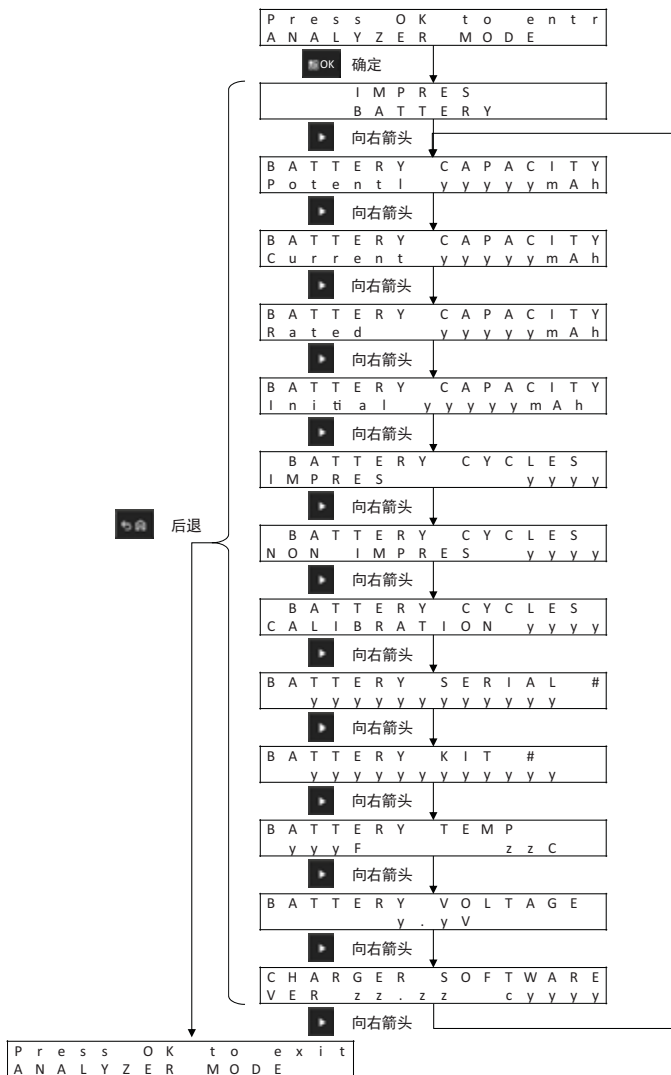 Press OK to entr
ANALYZER MODE
OK 确定
IMPRES
BATTERY
向右箭头
BATTERY CAPACITY
Potentl yyyyymAh
向右箭头
BATTERY CAPACITY
Current yyyyymAh
向右箭头
BATTERY CAPACITY
Rated yyyyymAh
向右箭头
BATTERY CAPACITY
Initial yyyyymAh
向右箭头
BATTERY CYCLES
IMPRES yyyy
向右箭头
后退
BATTERY CYCLES
NON IMPRES yyyy
向右箭头
BATTERY CYCLES
CALIBRATION yyyy
向右箭头
BATTERY SERIAL #
yyyyyyyyyyyy
向右箭头
BATTERY KIT #
yyyyyyyyyyyy
向右箭头
BATTERY TEMP
yyyF zzC
向右箭头
BATTERY VOLTAGE
y.yV
向右箭头
CHARGER SOFTWARE
VER zz.zz cyyyy
向右箭头
Press OK to exit
ANALYZER MODE